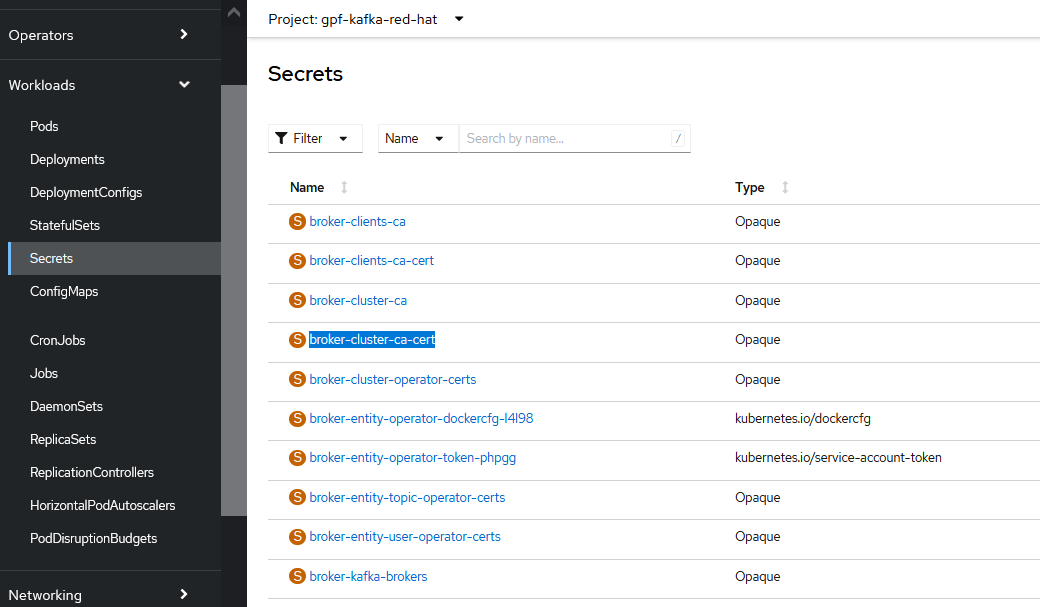 Operators
Workloads
Pods
Deployments
DeploymentConfigs
StatefulSets
Secrets
ConfigMaps
CronJobs
Jobs
DaemonSets
ReplicaSets
ReplicationControllers
HorizontalPodAutoscalers
PodDisruptionBudgets
Networking
Project: gpf-kafka-red-hat
Secrets
Filter Name Search by name... /
Name Type
S broker-clients-ca Opaque
S broker-clients-ca-cert Opaque
S broker-cluster-ca Opaque
S broker-cluster-ca-cert Opaque
S broker-cluster-operator-certs Opaque
S broker-entity-operator-dockercfg-l4l98 kubernetes.io/dockercfg
S broker-entity-operator-token-phpgg kubernetes.io/service-account-token
S broker-entity-topic-operator-certs Opaque
S broker-entity-user-operator-certs Opaque
S broker-kafka-brokers Opaque